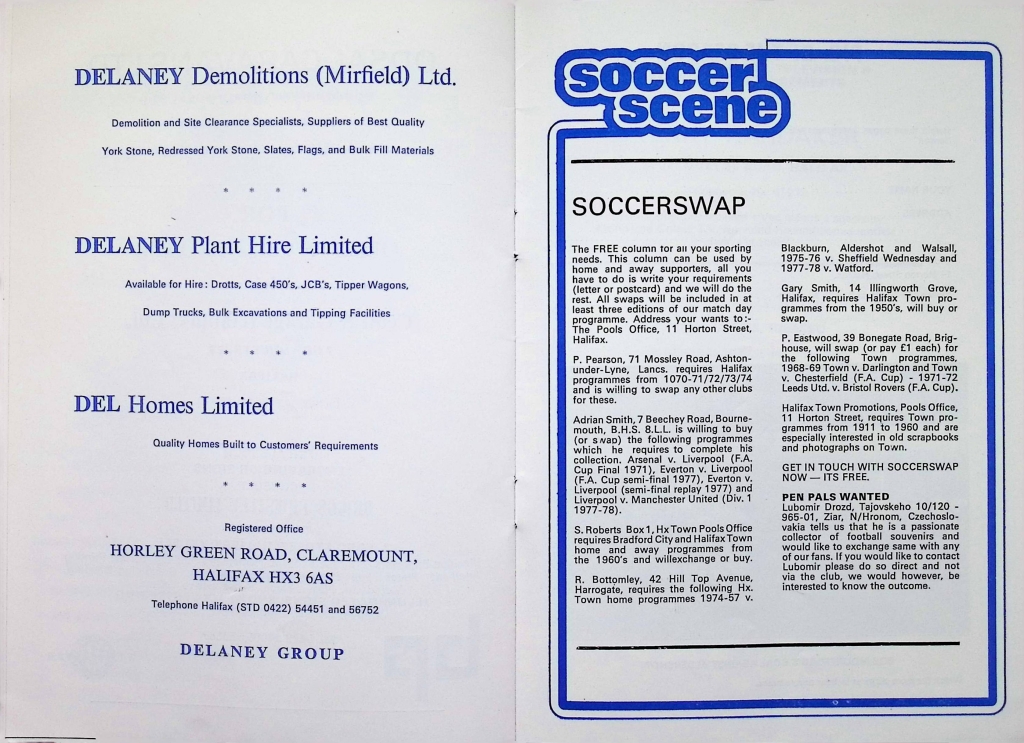 DELANEY Demolitions (Mirfield) Ltd.
Demolition and Site Clearance Specialists, Suppliers of Best Quality
York Stone, Redressed York Stone, Slates, Flags, and Bulk Fill Materials
* * * *
DELANEY Plant Hire Limited
Available for Hire: Drotts, Case 450's, JCB's, Tipper Wagons,
Dump Trucks, Bulk Excavations and Tipping Facilities
* * * *
DEL Homes Limited
Quality Homes Built to Customers' Requirements
* * * *
Registered Office
HORLEY GREEN ROAD, CLAREMOUNT,
HALIFAX HX3 6AS
Telephone Halifax (STD 0422) 54451 and 56752
DELANEY GROUP
soccer
scene
SOCCERSWAP
The FREE column for all your sporting
needs. This column can be used by
home and away supporters, all you
have to do is write your requirements
(letter or postcard) and we will do the
rest. All swaps will be included in at
least three editions of our match day
programme. Address your wants to:-
The Pools Office, 11 Horton Street,
Halifax.
P. Pearson, 71 Mossley Road, Ashton-
under-Lyne, Lancs. requires Halifax
programmes from 1070-71/72/73/74
and is willing to swap any other clubs
for these.
Adrian Smith, 7 Beechey Road, Bourne-
mouth, B.H.S. 8.L.L. is willing to buy
(or swap) the following programmes
which he requires to complete his
collection. Arsenal v. Liverpool (F.A.
Cup Final 1971), Everton v. Liverpool
(F.A. Cup semi-final 1977), Everton v.
Liverpool (semi-final replay 1977) and
Liverpool v. Manchester United (Div. 1
1977-78).
S. Roberts Box 1, Hx Town Pools Office
requires Bradford City and Halifax Town
home and away programmes from
the 1960's and willexchange or buy.
R. Bottomley, 42 Hill Top Avenue,
Harrogate, requires the following Hx.
Town home programmes 1974-57 v.
Blackburn, Aldershot and Walsall,
1975-76 v. Sheffield Wednesday and
1977-78 v. Watford.
Gary Smith, 14 Illingworth Grove,
Halifax, requires Halifax Town pro-
grammes from the 1950's, will buy or
swap.
P. Eastwood, 39 Bonegate Road, Brig-
house, will swap (or pay £1 each) for
the following Town programmes,
1968-69 Town v. Darlington and Town
v. Chesterfield (F.A. Cup) - 1971-72
Leeds Utd. v. Bristol Rovers (F.A. Cup).
Halifax Town Promotions, Pools Office,
11 Horton Street, requires Town pro-
grammes from 1911 to 1960 and are
especially interested in old scrapbooks
and photographs on Town.
GET IN TOUCH WITH SOCCERSWAP
NOW — ITS FREE.
PEN PALS WANTED
Lubomir Drozd, Tajovskeho 10/120 -
965-01, Ziar, N/Hronom, Czechoslo-
vakia tells us that he is a passionate
collector of football souvenirs and
would like to exchange same with any
of our fans. If you would like to contact
Lubomir please do so direct and not
via the club, we would however, be
interested to know the outcome.